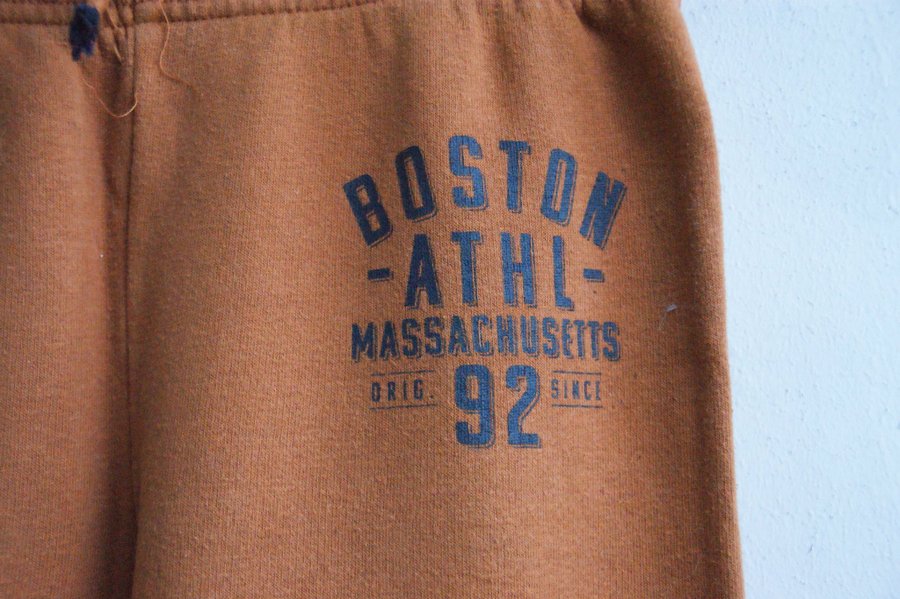 BOSTON
-ATHL-
MASSACHUSETTS
ORIG. 92 SINCE